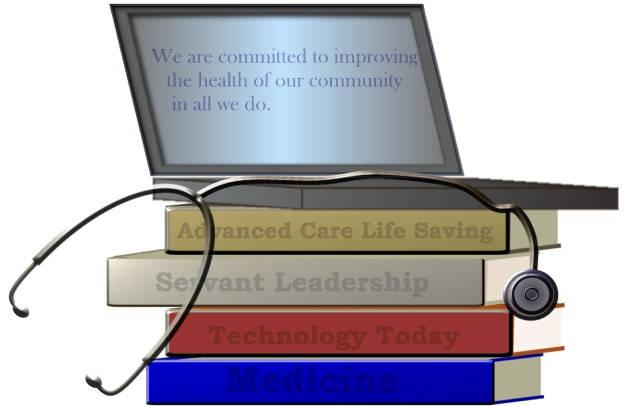 We are committed to improving
the health of our community
in all we do.
Advanced Care Life Saving
Servant Leadership
Technology Today
Medicine